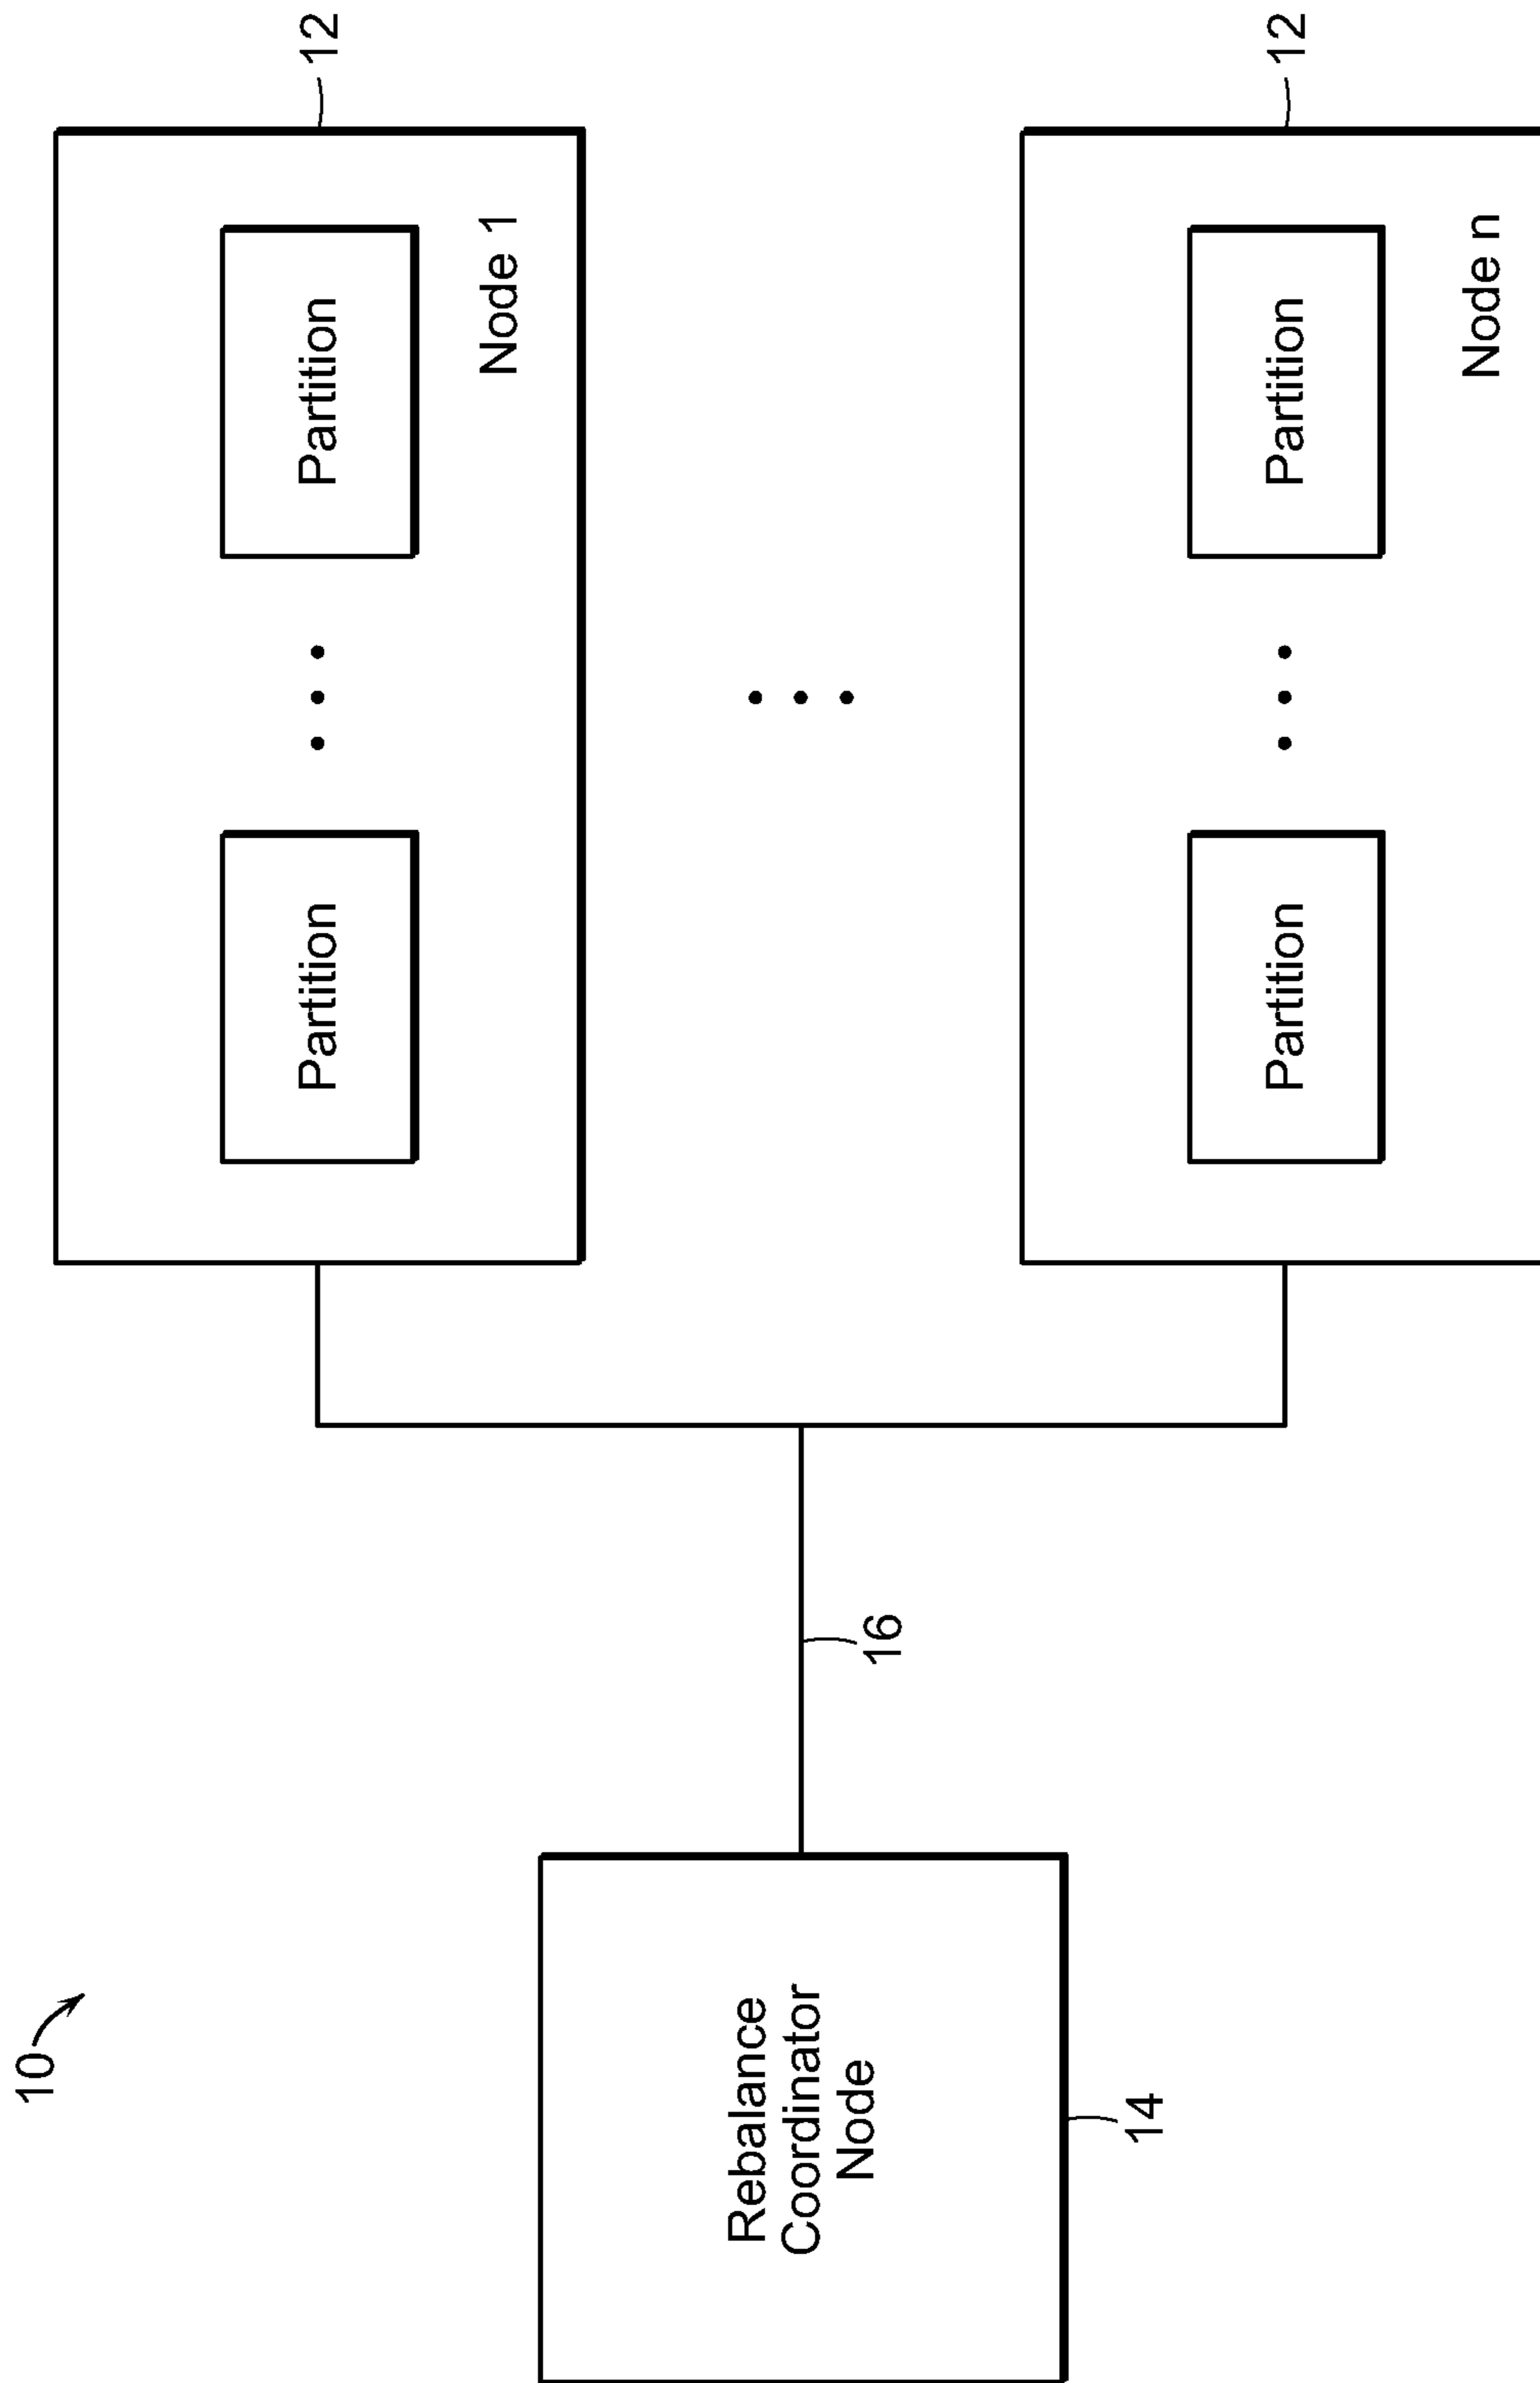 10
12
Partition
Partition
Node 1
Rebalance
Coordinator
Node
16
14
12
Partition
Partition
Node n